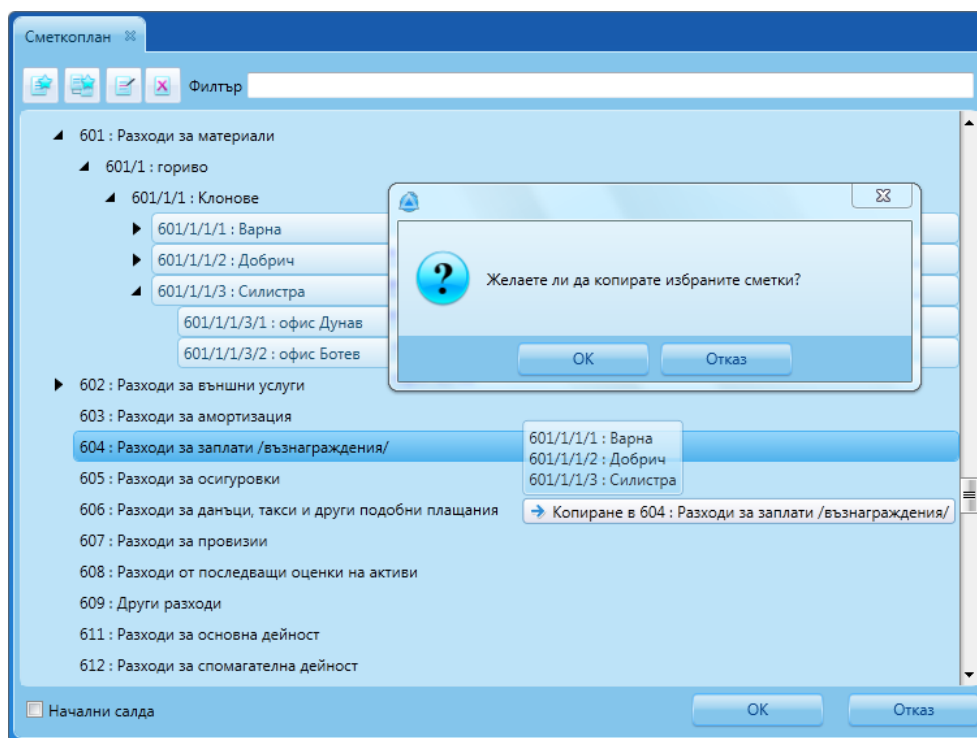 Сметкоплан
Филтър
601 : Разходи за материали
601/1 : гориво
601/1/1 : Клонове
601/1/1/1 : Варна
601/1/1/2 : Добрич
601/1/1/3 : Силистра
601/1/1/3/1 : офис Дунав
601/1/1/3/2 : офис Ботев
Желаете ли да копирате избраните сметки?
OK Отказ
602 : Разходи за външни услуги
603 : Разходи за амортизация
604 : Разходи за заплати /възнаграждения/
601/1/1/1 : Варна
601/1/1/2 : Добрич
601/1/1/3 : Силистра
605 : Разходи за осигуровки
606 : Разходи за данъци, такси и други подобни плащания
Копиране в 604 : Разходи за заплати /възнаграждения/
607 : Разходи за провизии
608 : Разходи от последващи оценки на активи
609 : Други разходи
611 : Разходи за основна дейност
612 : Разходи за спомагателна дейност
Начални салда
OK Отказ